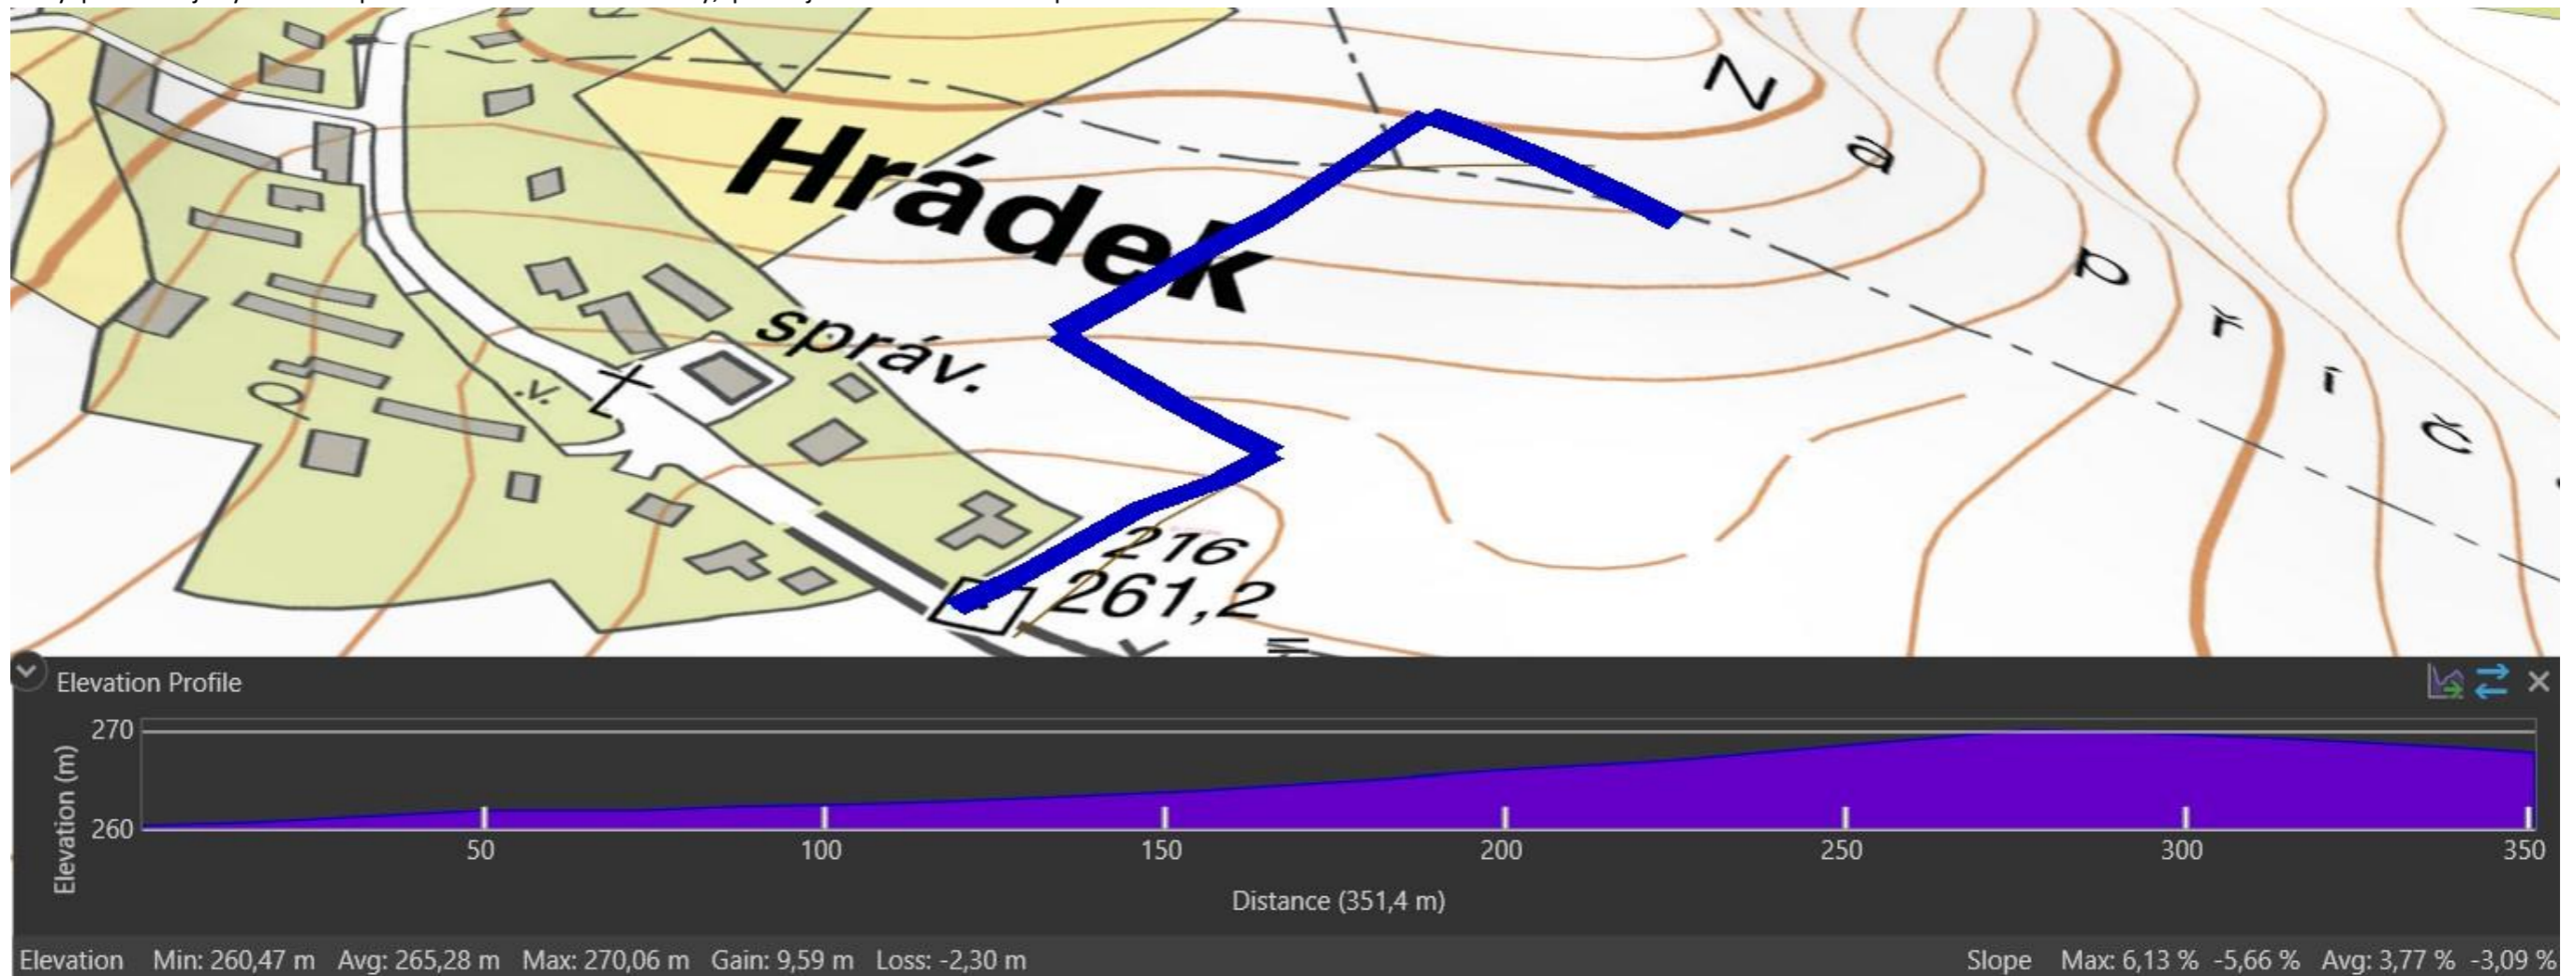 Hrádek
správ.
N
a
p
ř
í
č
.v.
216
261,2
Elevation Profile
Elevation (m)
270
260
50 100 150 200 250 300 350
Distance (351,4 m)
Elevation Min: 260,47 m Avg: 265,28 m Max: 270,06 m Gain: 9,59 m Loss: -2,30 m Slope Max: 6,13 % -5,66 % Avg: 3,77 % -3,09 %